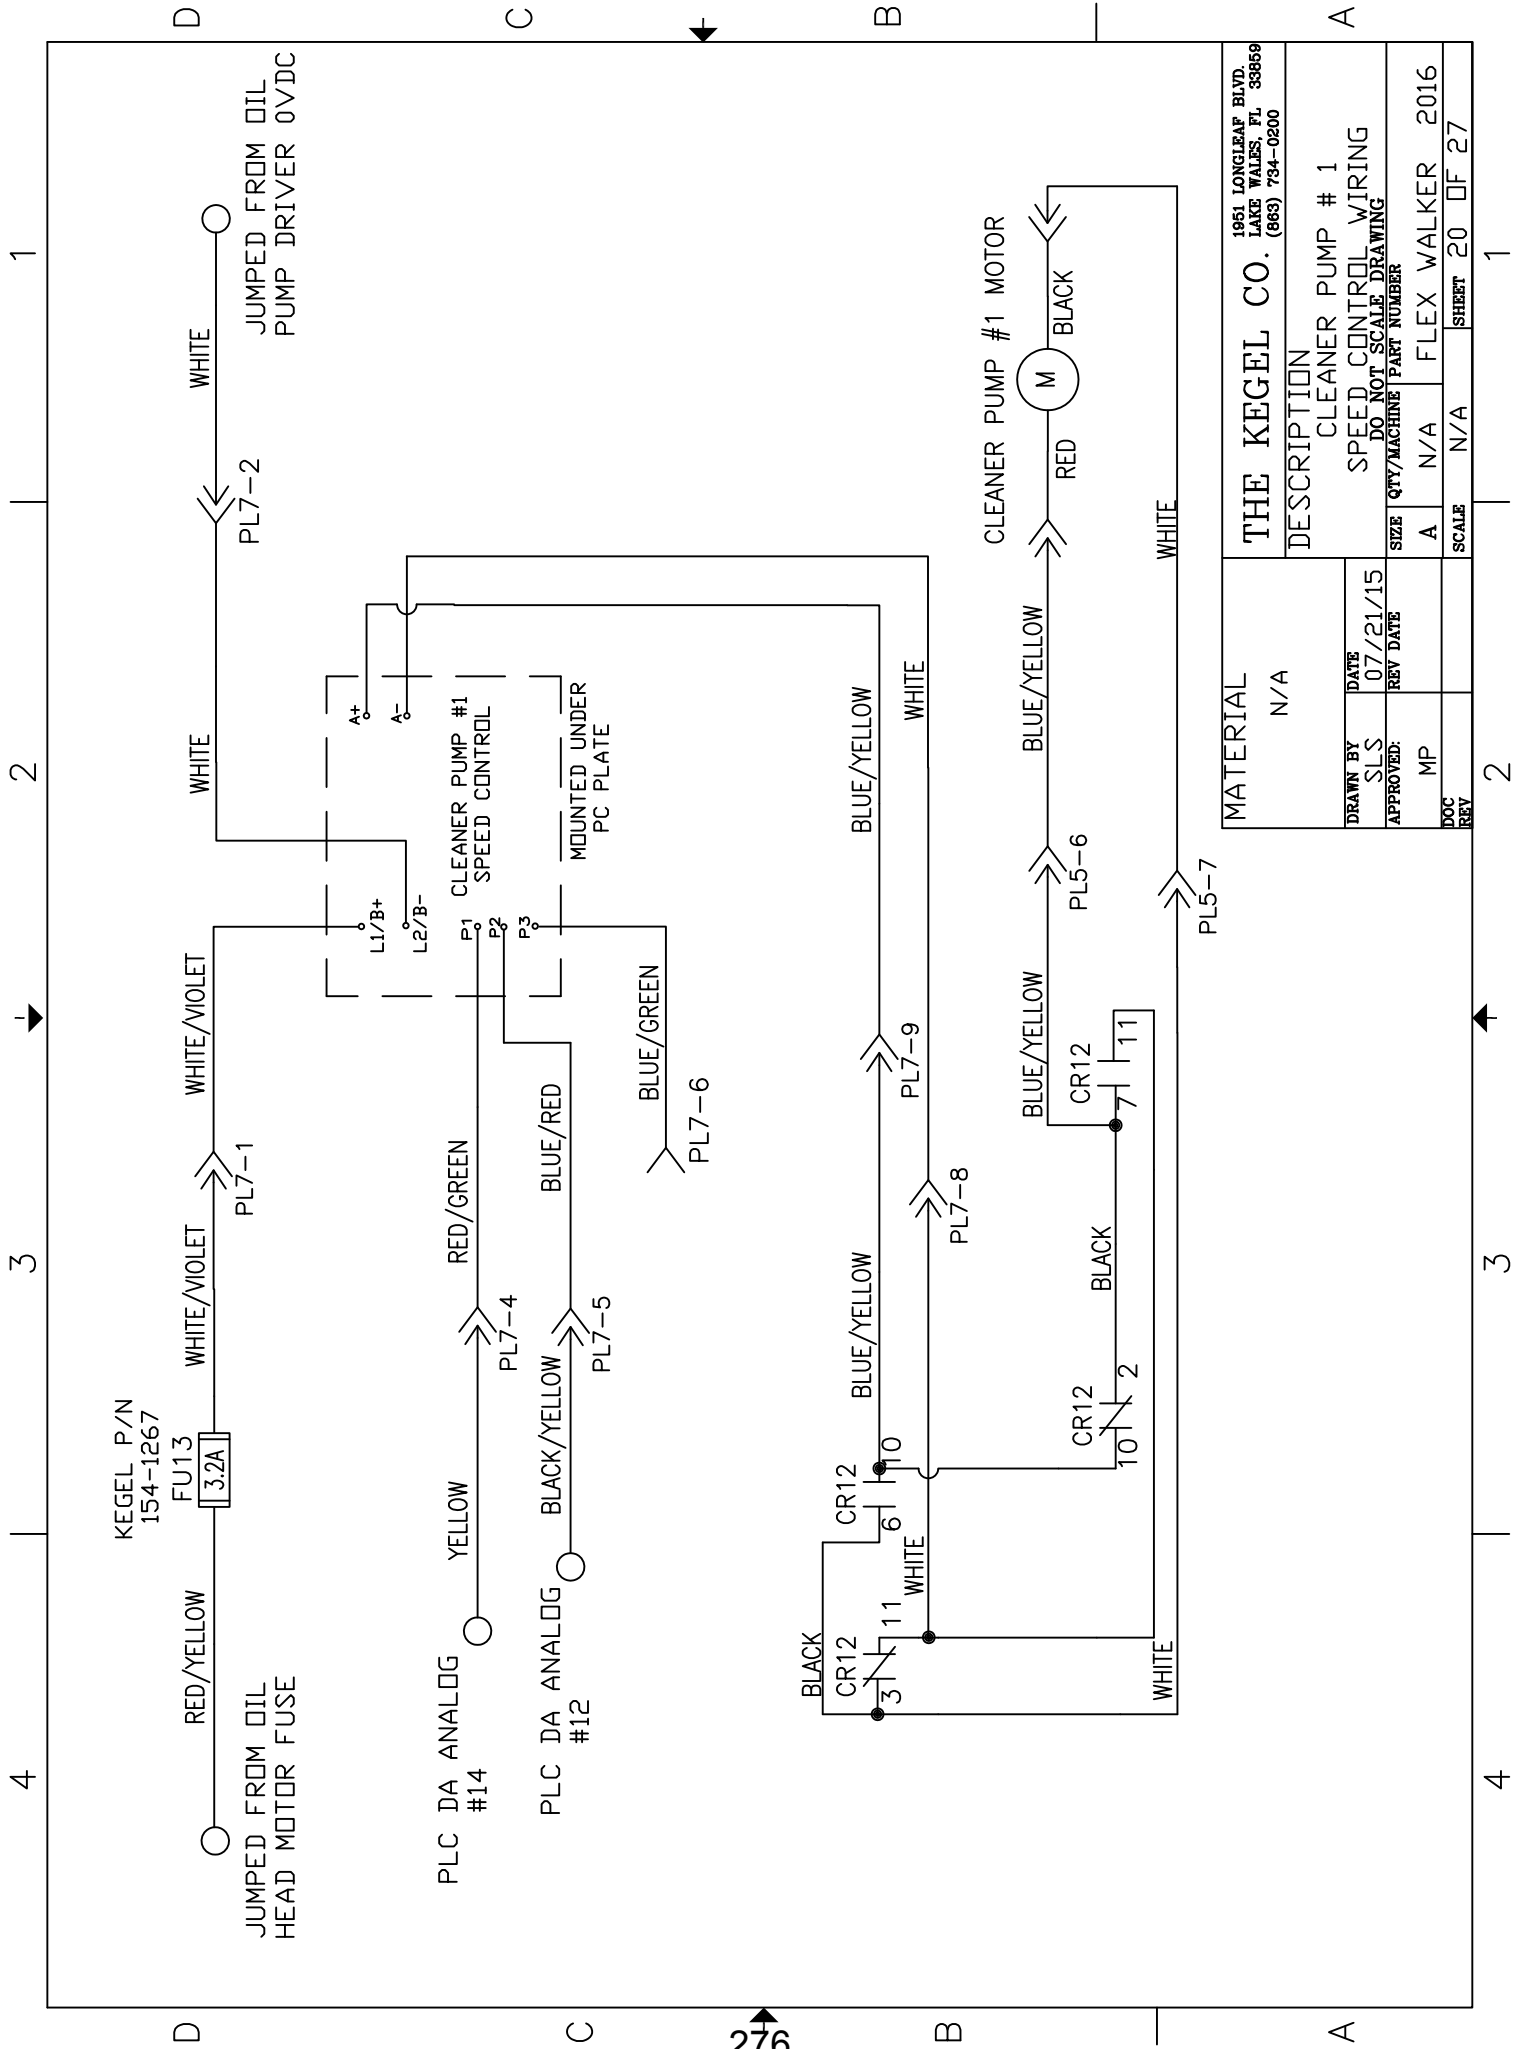 D
C
B
A
1
2
3
4
KEGEL P/N
154-1267
FU13
3.2A
RED/YELLOW
WHITE/VIOLET
PL7-1
WHITE/VIOLET
WHITE
PL7-2
WHITE
JUMPED FROM OIL
HEAD MOTOR FUSE
JUMPED FROM OIL
PUMP DRIVER 0VDC
L1/B+
L2/B-
P1
P2
P3
A+
A-
CLEANER PUMP #1
SPEED CONTROL
MOUNTED UNDER
PC PLATE
PLC DA ANALOG
#14
YELLOW
PL7-4
RED/GREEN
PLC DA ANALOG
#12
BLACK/YELLOW
PL7-5
BLUE/RED
BLUE/GREEN
PL7-6
BLACK
CR12
3
11
WHITE
CR12
6
10
BLUE/YELLOW
PL7-9
BLUE/YELLOW
PL7-8
WHITE
CR12
10
2
BLACK
CR12
7
11
BLUE/YELLOW
PL5-6
BLUE/YELLOW
CLEANER PUMP #1 MOTOR
RED
M
BLACK
WHITE
PL5-7
WHITE
MATERIAL
N/A
DRAWN BY
SLS
DATE
07/21/15
APPROVED:
MP
REV DATE
DOC
REV
THE KEGEL CO.
1951 LONGLEAF BLVD.
LAKE WALES, FL 33859
(863) 734-0200
DESCRIPTION
CLEANER PUMP # 1
SPEED CONTROL WIRING
DO NOT SCALE DRAWING
SIZE
A
QTY/MACHINE
N/A
PART NUMBER
FLEX WALKER 2016
SCALE
N/A
SHEET 20 OF 27
4
3
2
1
D
C
B
A
276